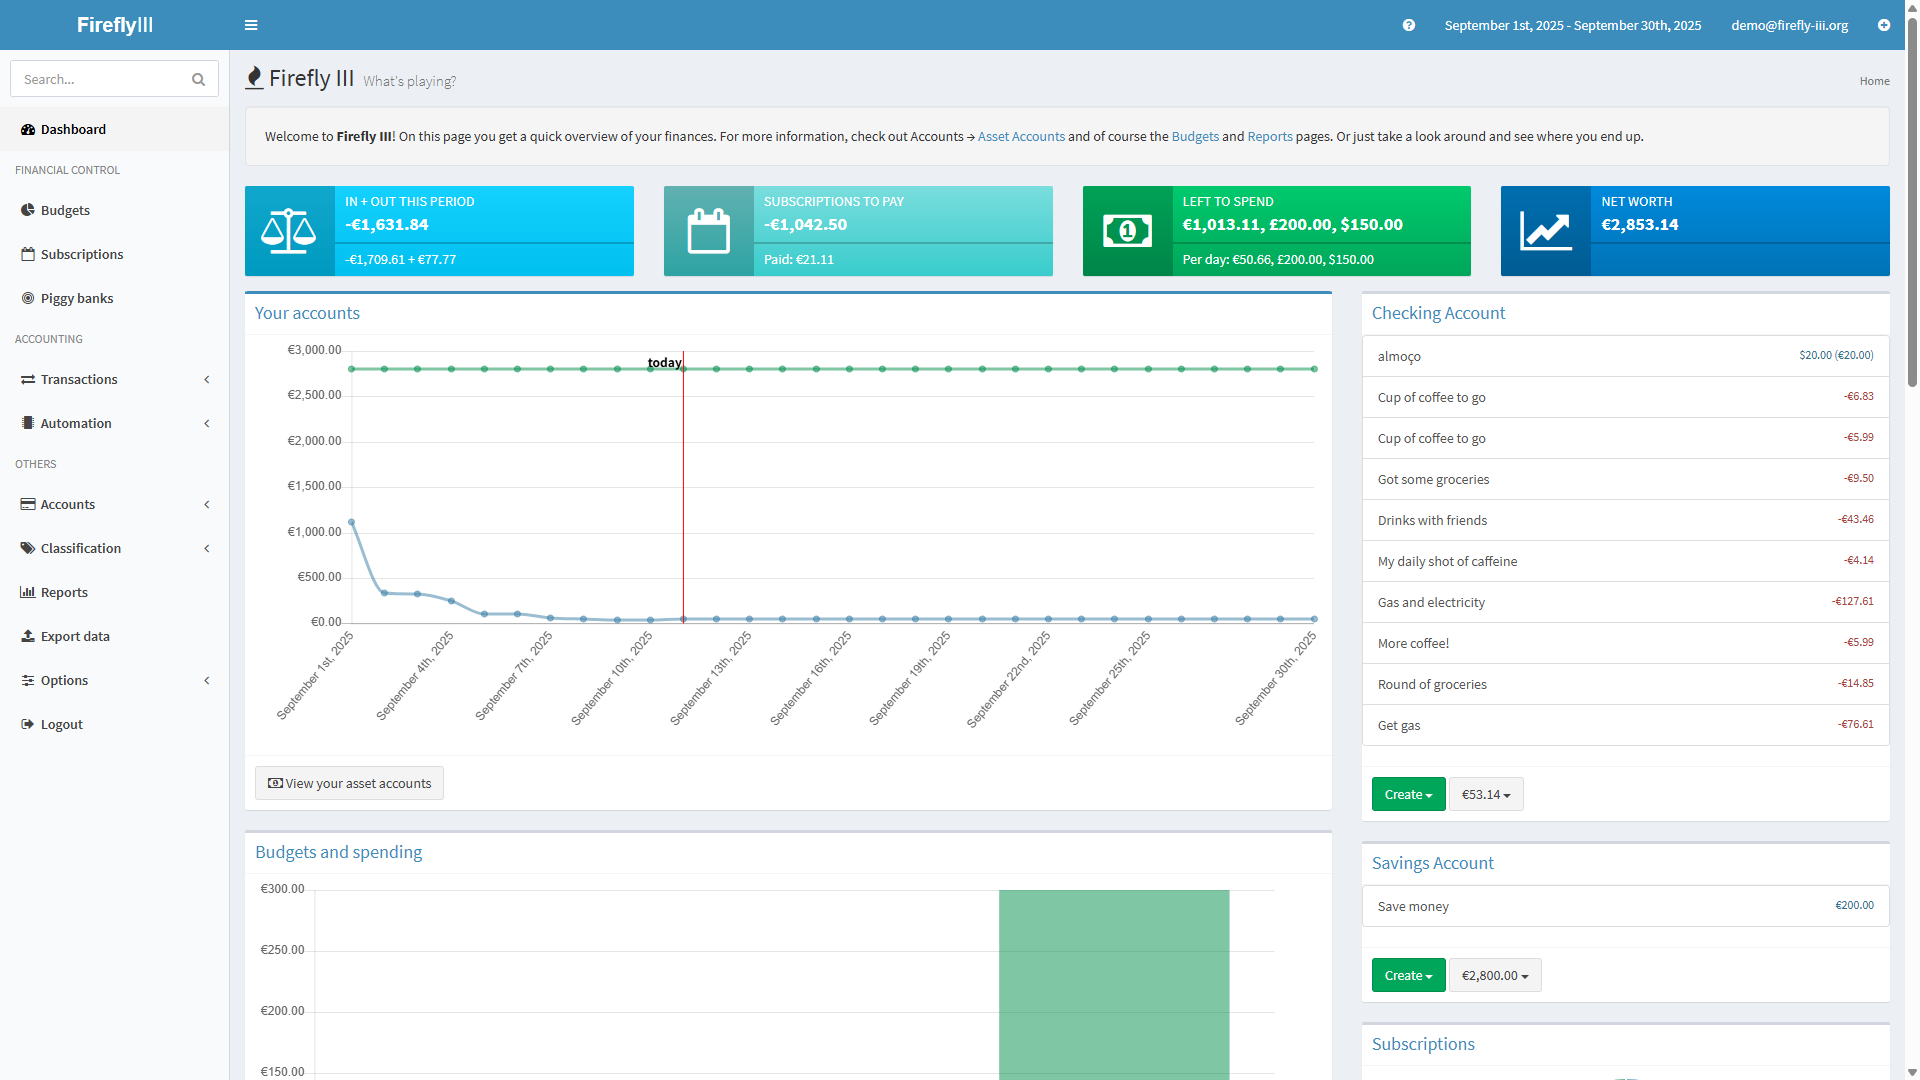 FireflyIII
September 1st, 2025 - September 30th, 2025
demo@firefly-iii.org
Search...
Dashboard
FINANCIAL CONTROL
Budgets
Subscriptions
Piggy banks
ACCOUNTING
Transactions
Automation
OTHERS
Accounts
Classification
Reports
Export data
Options
Logout
Firefly III What's playing?
Home
Welcome to Firefly III! On this page you get a quick overview of your finances. For more information, check out Accounts → Asset Accounts and of course the Budgets and Reports pages. Or just take a look around and see where you end up.
IN + OUT THIS PERIOD
-€1,631.84
-€1,709.61 + €77.77
SUBSCRIPTIONS TO PAY
-€1,042.50
Paid: €21.11
1
LEFT TO SPEND
€1,013.11, £200.00, $150.00
Per day: €50.66, £200.00, $150.00
NET WORTH
€2,853.14
Your accounts
€3,000.00
€2,500.00
€2,000.00
€1,500.00
€1,000.00
€500.00
€0.00
today
September 1st, 2025
September 4th, 2025
September 7th, 2025
September 10th, 2025
September 13th, 2025
September 16th, 2025
September 19th, 2025
September 22nd, 2025
September 25th, 2025
September 30th, 2025
View your asset accounts
Budgets and spending
€300.00
€250.00
€200.00
€150.00
Checking Account
almoço $20.00 (€20.00)
Cup of coffee to go -€6.83
Cup of coffee to go -€5.99
Got some groceries -€9.50
Drinks with friends -€43.46
My daily shot of caffeine -€4.14
Gas and electricity -€127.61
More coffee! -€5.99
Round of groceries -€14.85
Get gas -€76.61
Create €53.14
Savings Account
Save money €200.00
Create €2,800.00
Subscriptions